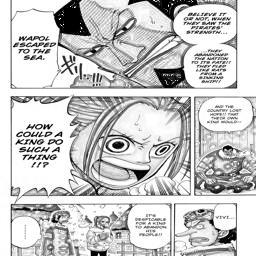 BELIEVE IT
OR NOT, WHEN THEY
SAW THE
PIRATES'
STRENGTH...
WAPOL
ESCAPED
TO THE
SEA.
...THEY
ABANDONED
THE NATION
TO ITS FATE!!
THEY FLED
LIKE RATS
FROM A
SINKING
SHIP!!
HOW
COULD A
KING DO
SUCH A
THING
!!?
AND THE
COUNTRY LOST
HOPE!! THAT
THEIR OWN
KING WOULD--
IT'S
DESPICABLE
FOR A KING
TO ABANDON
HIS
PEOPLE!!
VIVI...